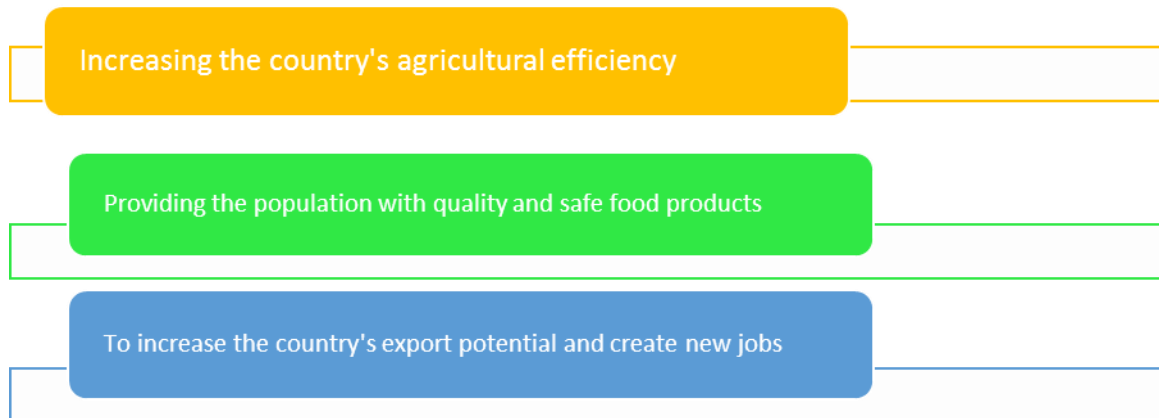 Increasing the country's agricultural efficiency
Providing the population with quality and safe food products
To increase the country's export potential and create new jobs